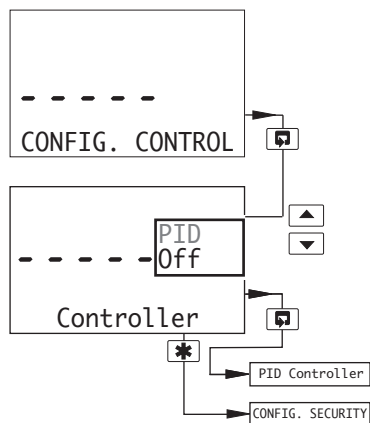 - - - - -
CONFIG. CONTROL
PID
- - - - - Off
Controller
PID Controller
CONFIG. SECURITY